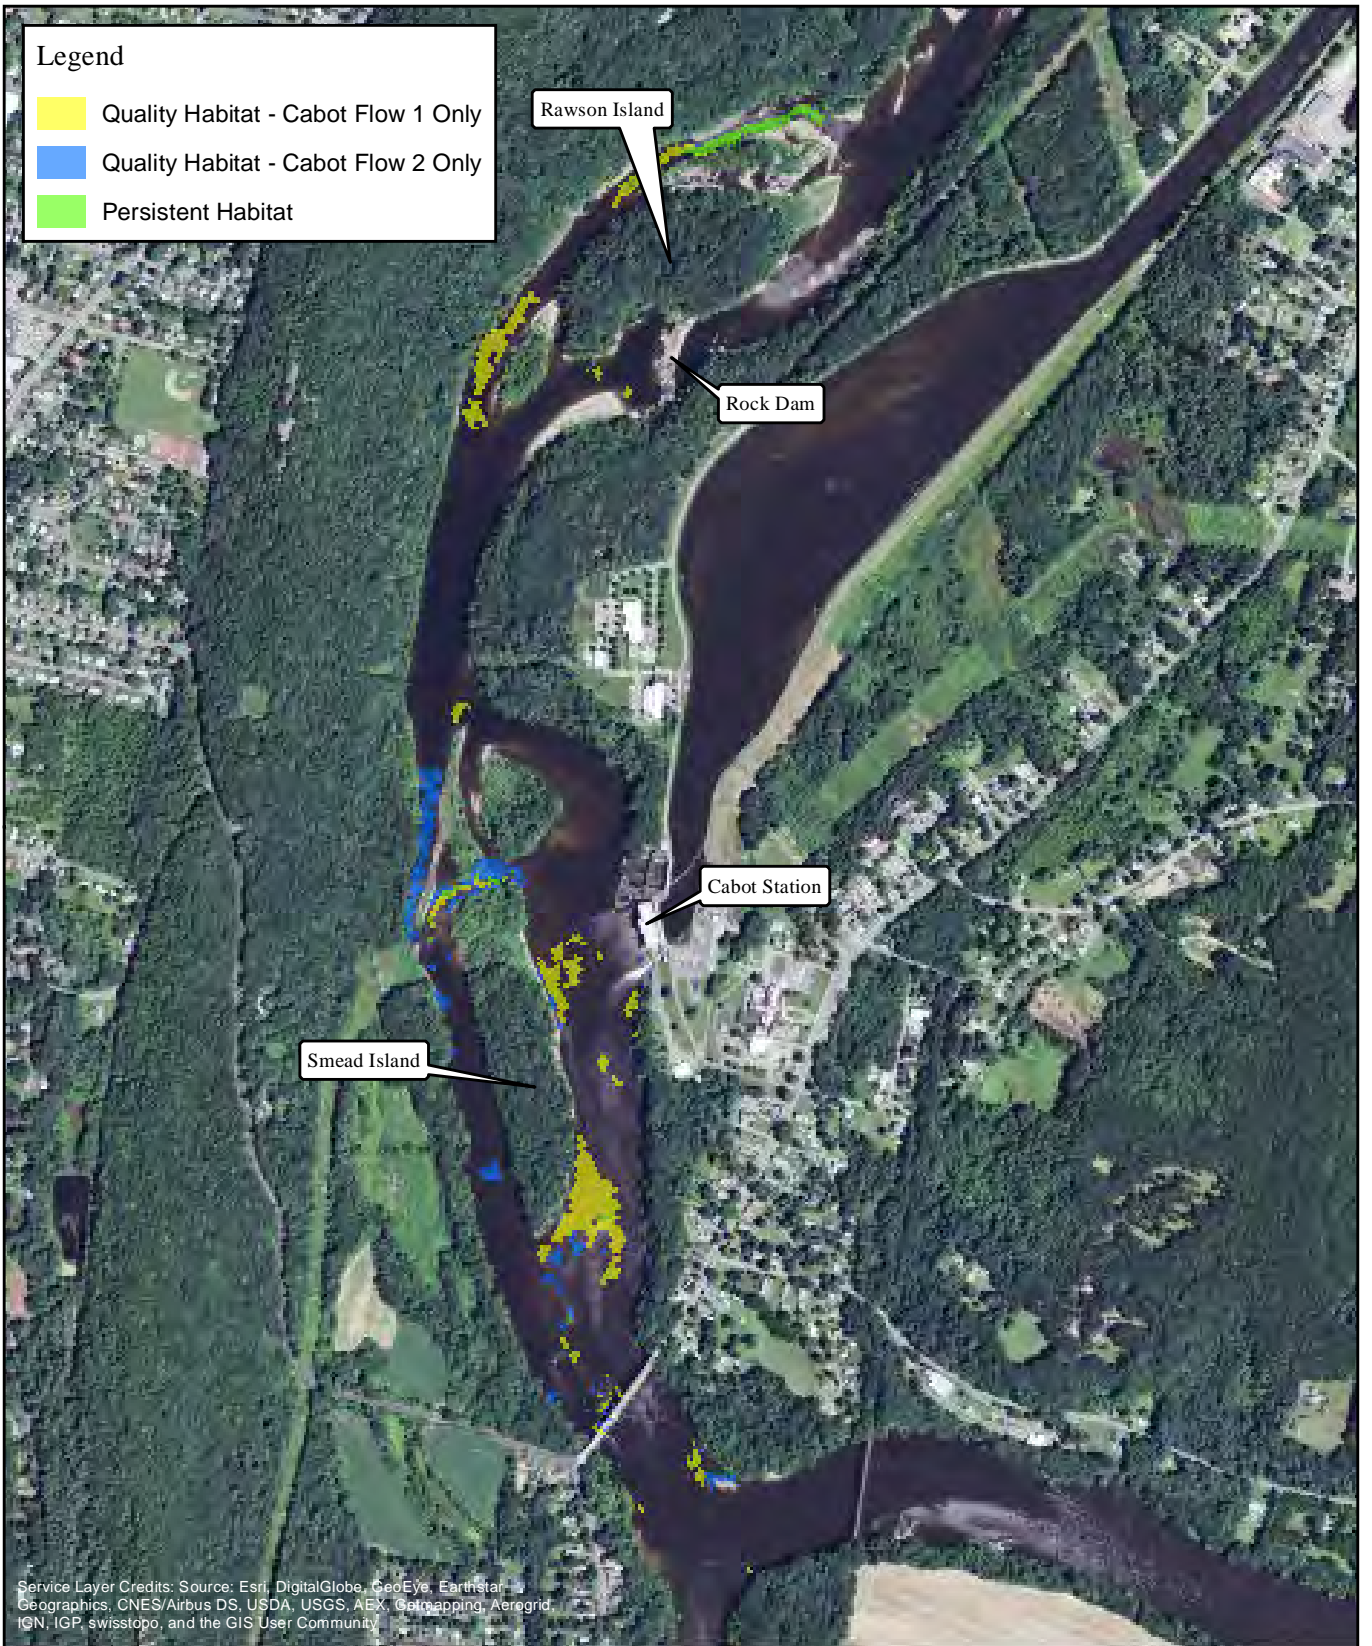 Legend
Quality Habitat - Cabot Flow 1 Only
Quality Habitat - Cabot Flow 2 Only
Persistent Habitat
Rawson Island
Rock Dam
Cabot Station
Smead Island
Service Layer Credits: Source: Esri, DigitalGlobe, GeoEye, Earthstar
Geographics, CNES/Airbus DS, USDA, USGS, AEX, Getmapping, Aerogrid,
IGN, IGP, swisstopo, and the GIS User Community